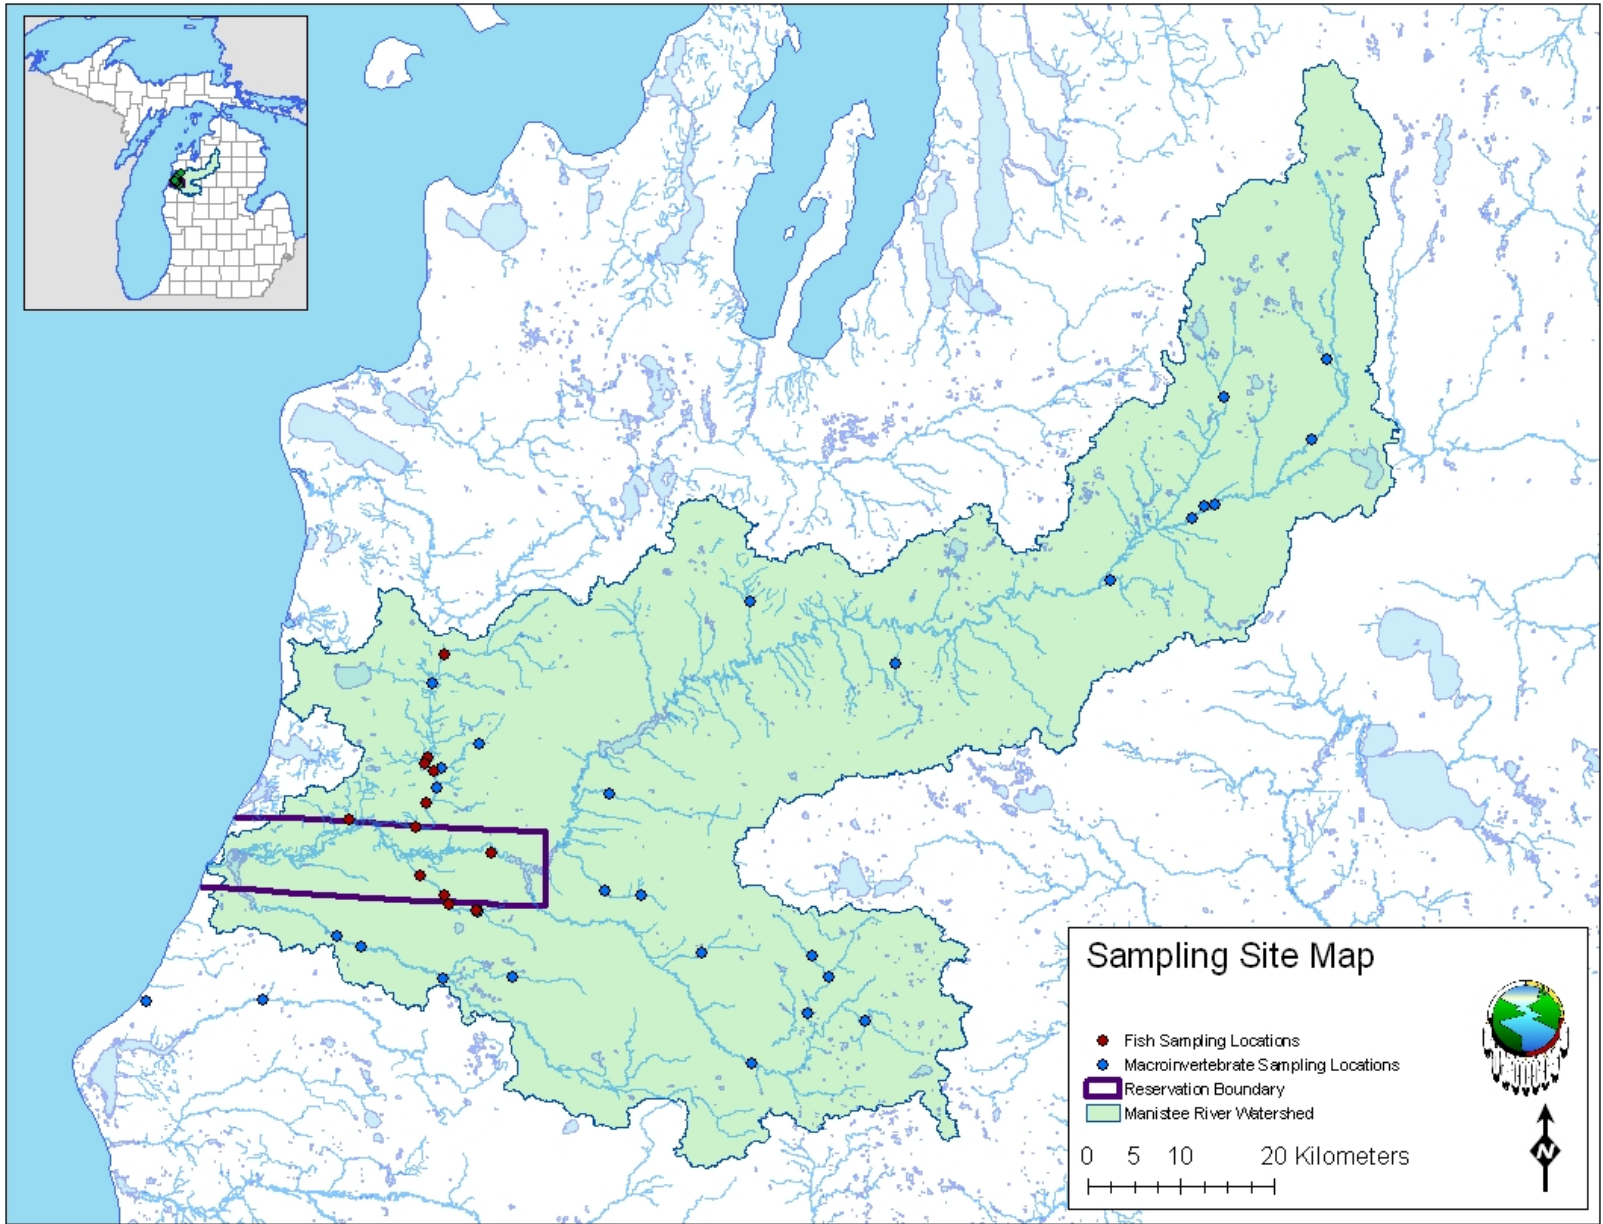 Sampling Site Map
Fish Sampling Locations
Macroinvertebrate Sampling Locations
Reservation Boundary
Manistee River Watershed
0 5 10 20 Kilometers
N